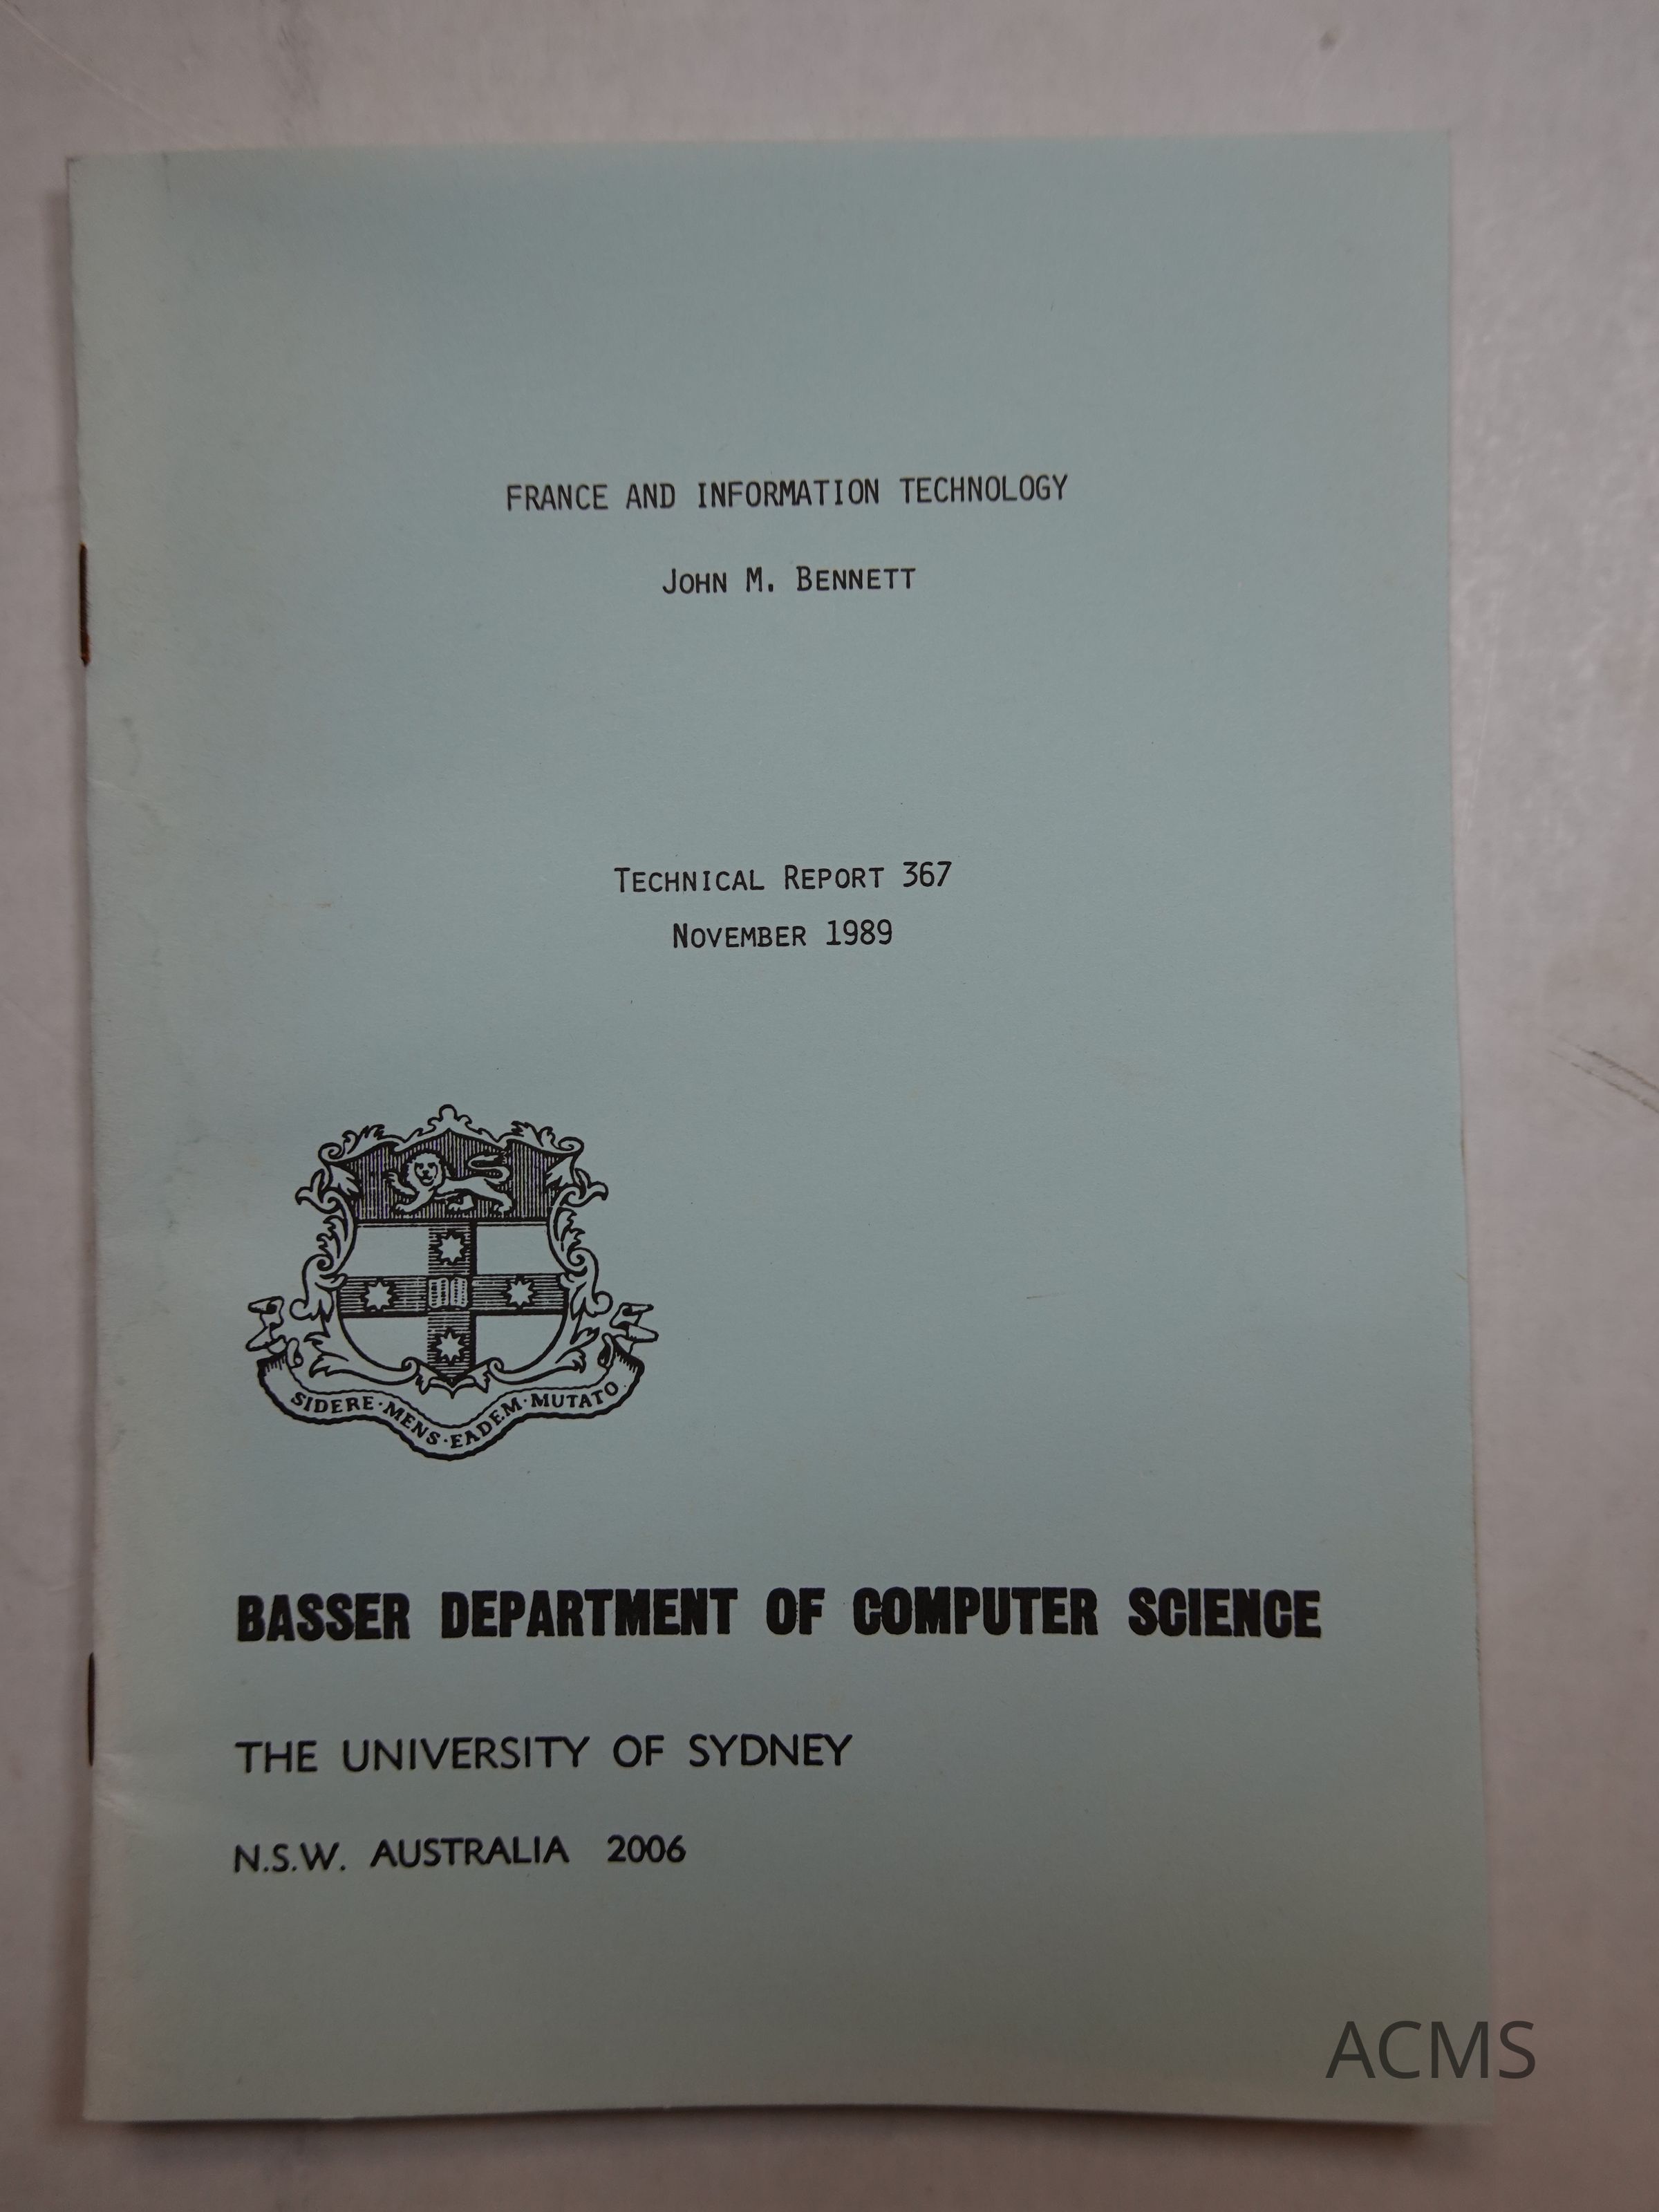 FRANCE AND INFORMATION TECHNOLOGY
JOHN M. BENNETT
TECHNICAL REPORT 367
NOVEMBER 1989
SIDERE·MENS·EADEM·MUTATO
BASSER DEPARTMENT OF COMPUTER SCIENCE
THE UNIVERSITY OF SYDNEY
N.S.W. AUSTRALIA 2006
ACMS